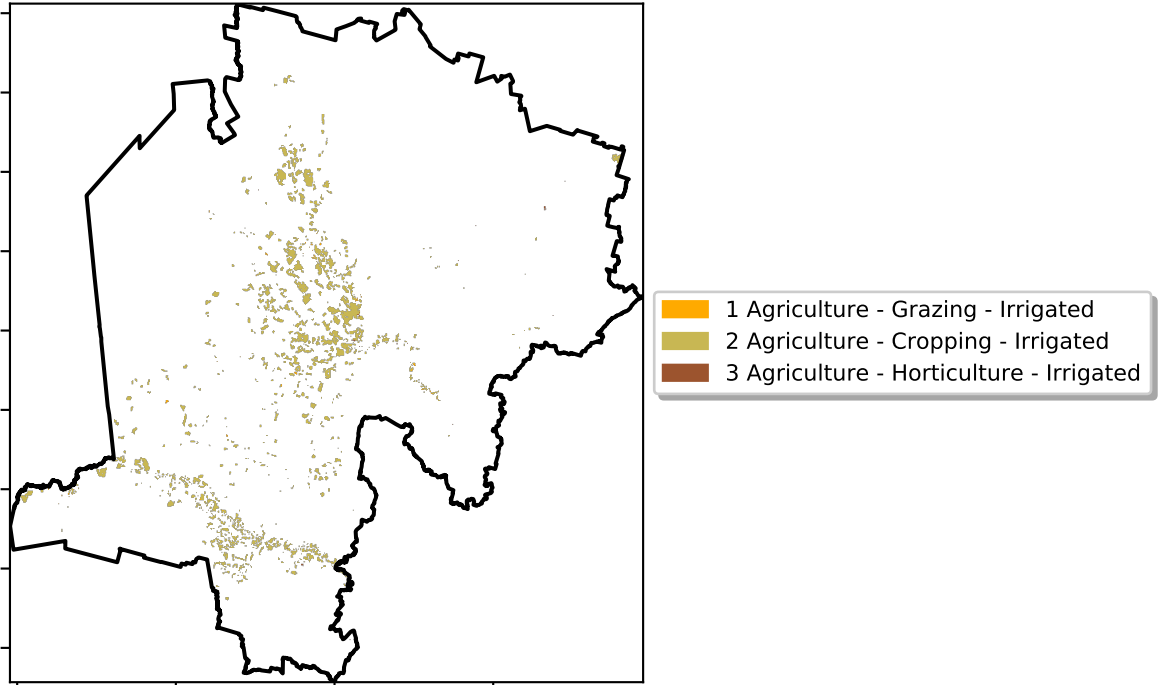 1 Agriculture - Grazing - Irrigated
2 Agriculture - Cropping - Irrigated
3 Agriculture - Horticulture - Irrigated